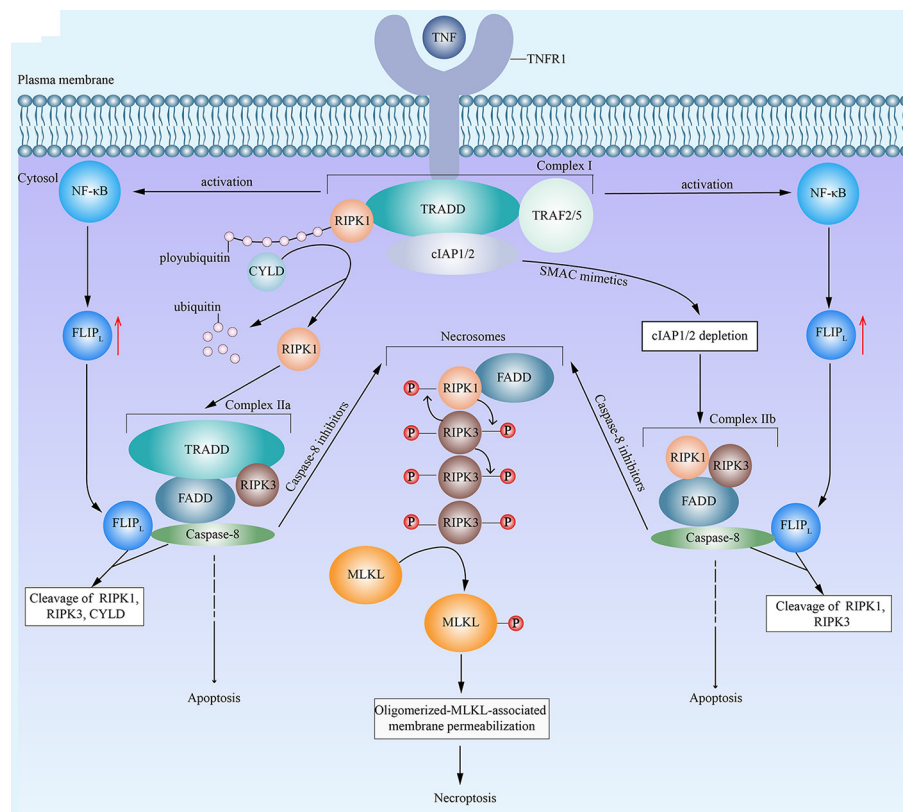 TNF
TNFR1
Plasma membrane
Cytosol
Complex I
NF-κB
activation
activation
NF-κB
TRADD
TRAF2/5
RIPK1
cIAP1/2
ployubiquitin
CYLD
SMAC mimetics
ubiquitin
FLIPL
RIPK1
Necrosomes
cIAP1/2 depletion
FLIPL
FADD
RIPK1
P
Complex IIa
Complex IIb
TRADD
Caspase-8 inhibitors
Caspase-8 inhibitors
P
RIPK3
P
RIPK1
RIPK3
FADD
RIPK3
P
RIPK3
P
FADD
FLIPL
Caspase-8
P
RIPK3
P
Caspase-8
FLIPL
MLKL
Cleavage of RIPK1,
RIPK3, CYLD
Cleavage of RIPK1,
RIPK3
MLKL
P
Apoptosis
Apoptosis
Oligomerized-MLKL-associated
membrane permeabilization
Necroptosis